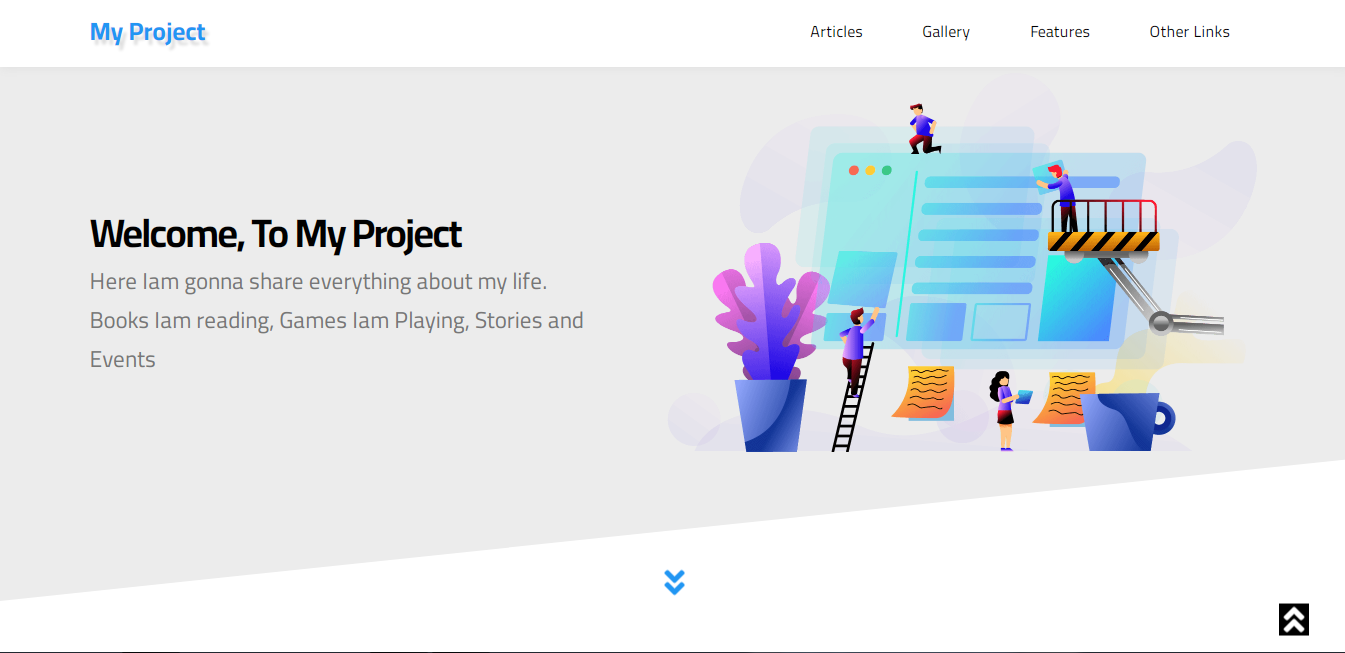 My Project
Articles
Gallery
Features
Other Links
Welcome, To My Project
Here Iam gonna share everything about my life.
Books Iam reading, Games Iam Playing, Stories and
Events